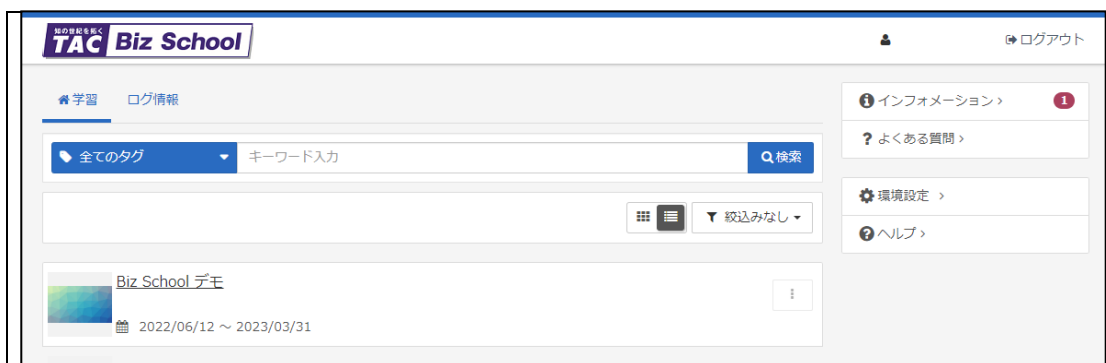 知の世紀を拓く
TAC Biz School
ログアウト
学習 ログ情報
インフォメーション › 1
? よくある質問 ›
全てのタグ キーワード入力 検索
環境設定 ›
絞込みなし
ヘルプ ›
Biz School デモ
2022/06/12 ～ 2023/03/31